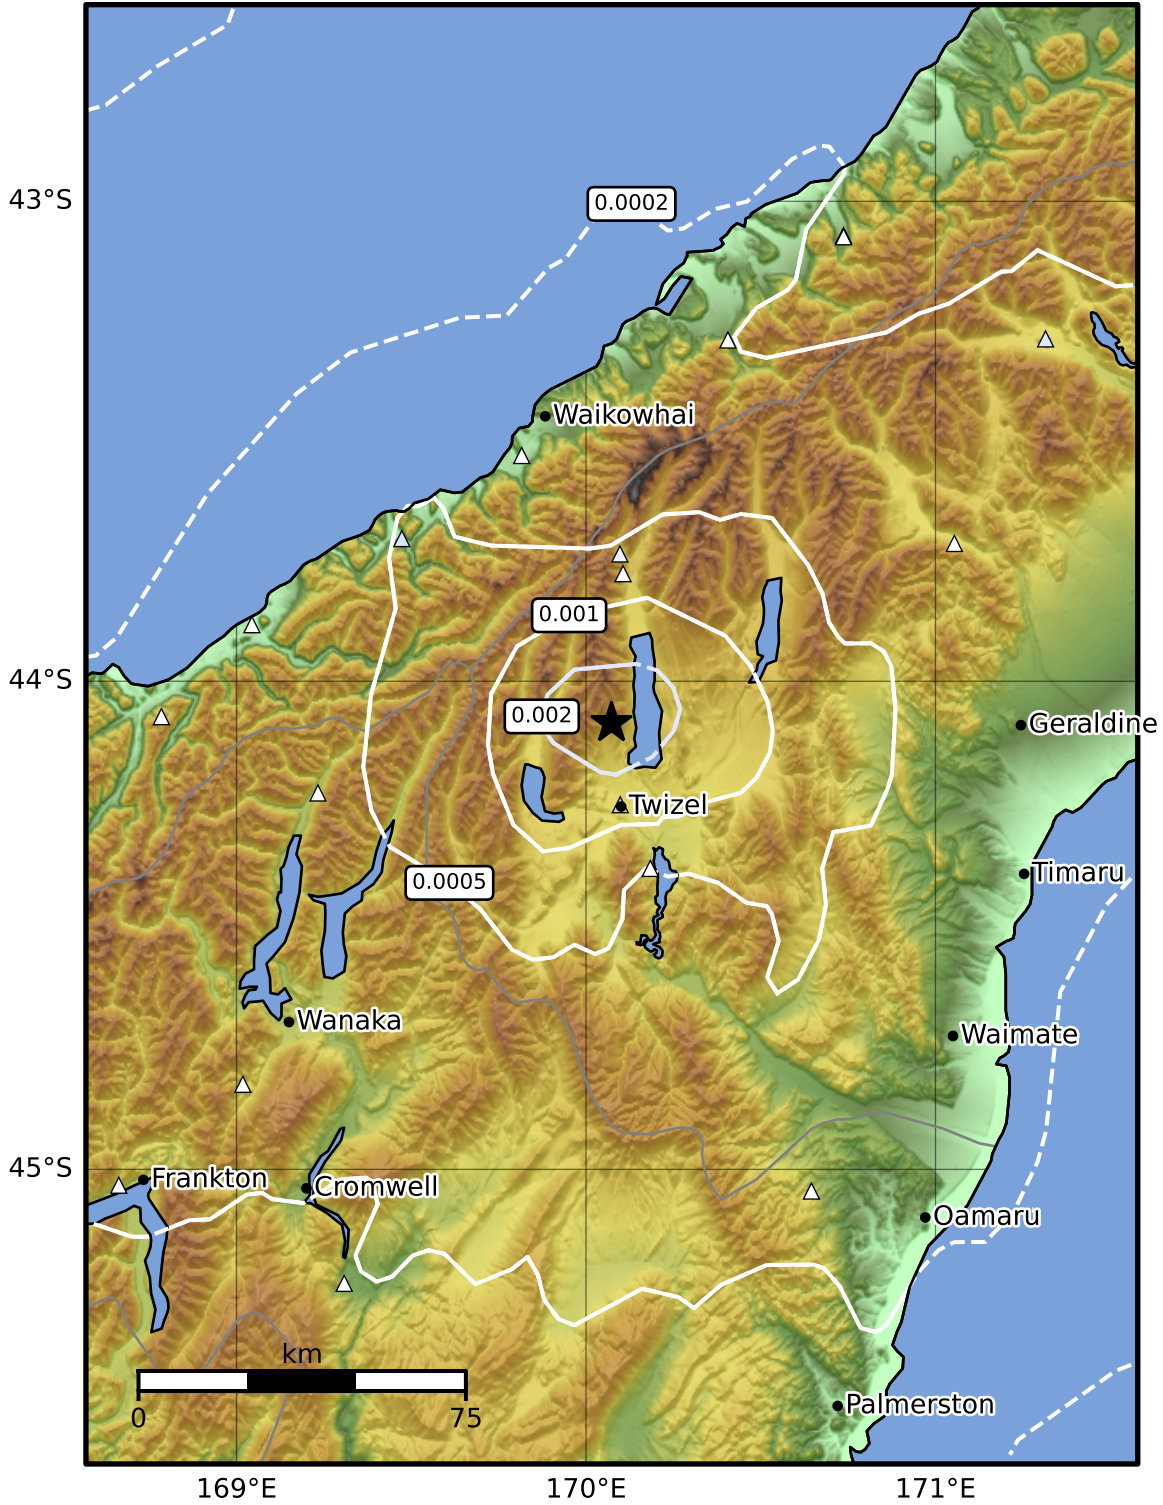 43°S
0.0002
Waikowhai
0.001
44°S
0.002
Geraldine
Twizel
0.0005
Timaru
Wanaka
Waimate
45°S
Frankton
Cromwell
Oamaru
km
0
75
Palmerston
169°E
170°E
171°E